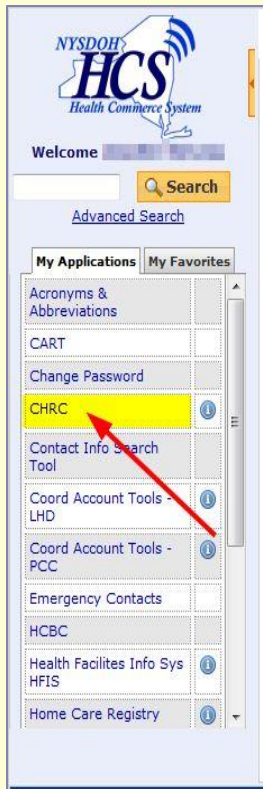 NYSDOH
HCS
Health Commerce System
Welcome
Search
Advanced Search
My Applications My Favorites
Acronyms &
Abbreviations
CART
Change Password
CHRC
Contact Info Search
Tool
Coord Account Tools -
LHD
Coord Account Tools -
PCC
Emergency Contacts
HCBC
Health Facilites Info Sys
HFIS
Home Care Registry